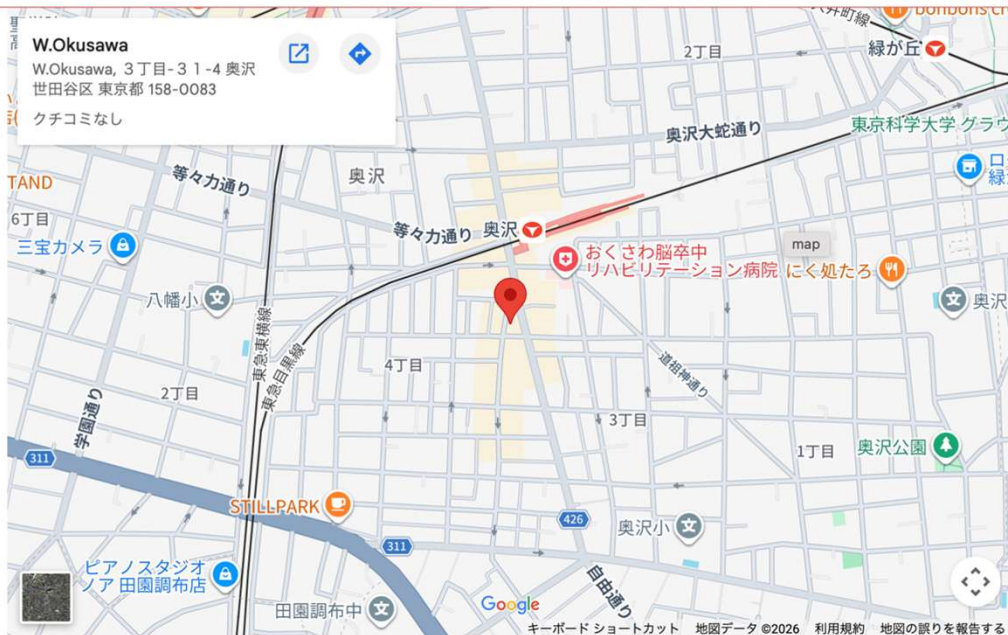 W.Okusawa
W.Okusawa, 3丁目-3 1 -4 奥沢
世田谷区 東京都 158-0083
クチコミなし
bonbons
大井町線
緑が丘
2丁目
奥沢大蛇通り
東京科学大学 グラウ
等々力通り
奥沢
TAND
6丁目
三宝カメラ
等々力通り
奥沢
map
おくさわ脳卒中
リハビリテーション病院
にく処たろ
八幡小
奥沢
東急東横線
東急目黒線
4丁目
2丁目
道祖神通り
3丁目
学園通り
1丁目
奥沢公園
311
STILLPARK
426
奥沢小
311
ピアノスタジオ
ノア 田園調布店
自由通り
田園調布中
Google
キーボード ショートカット 地図データ ©2026 利用規約 地図の誤りを報告する